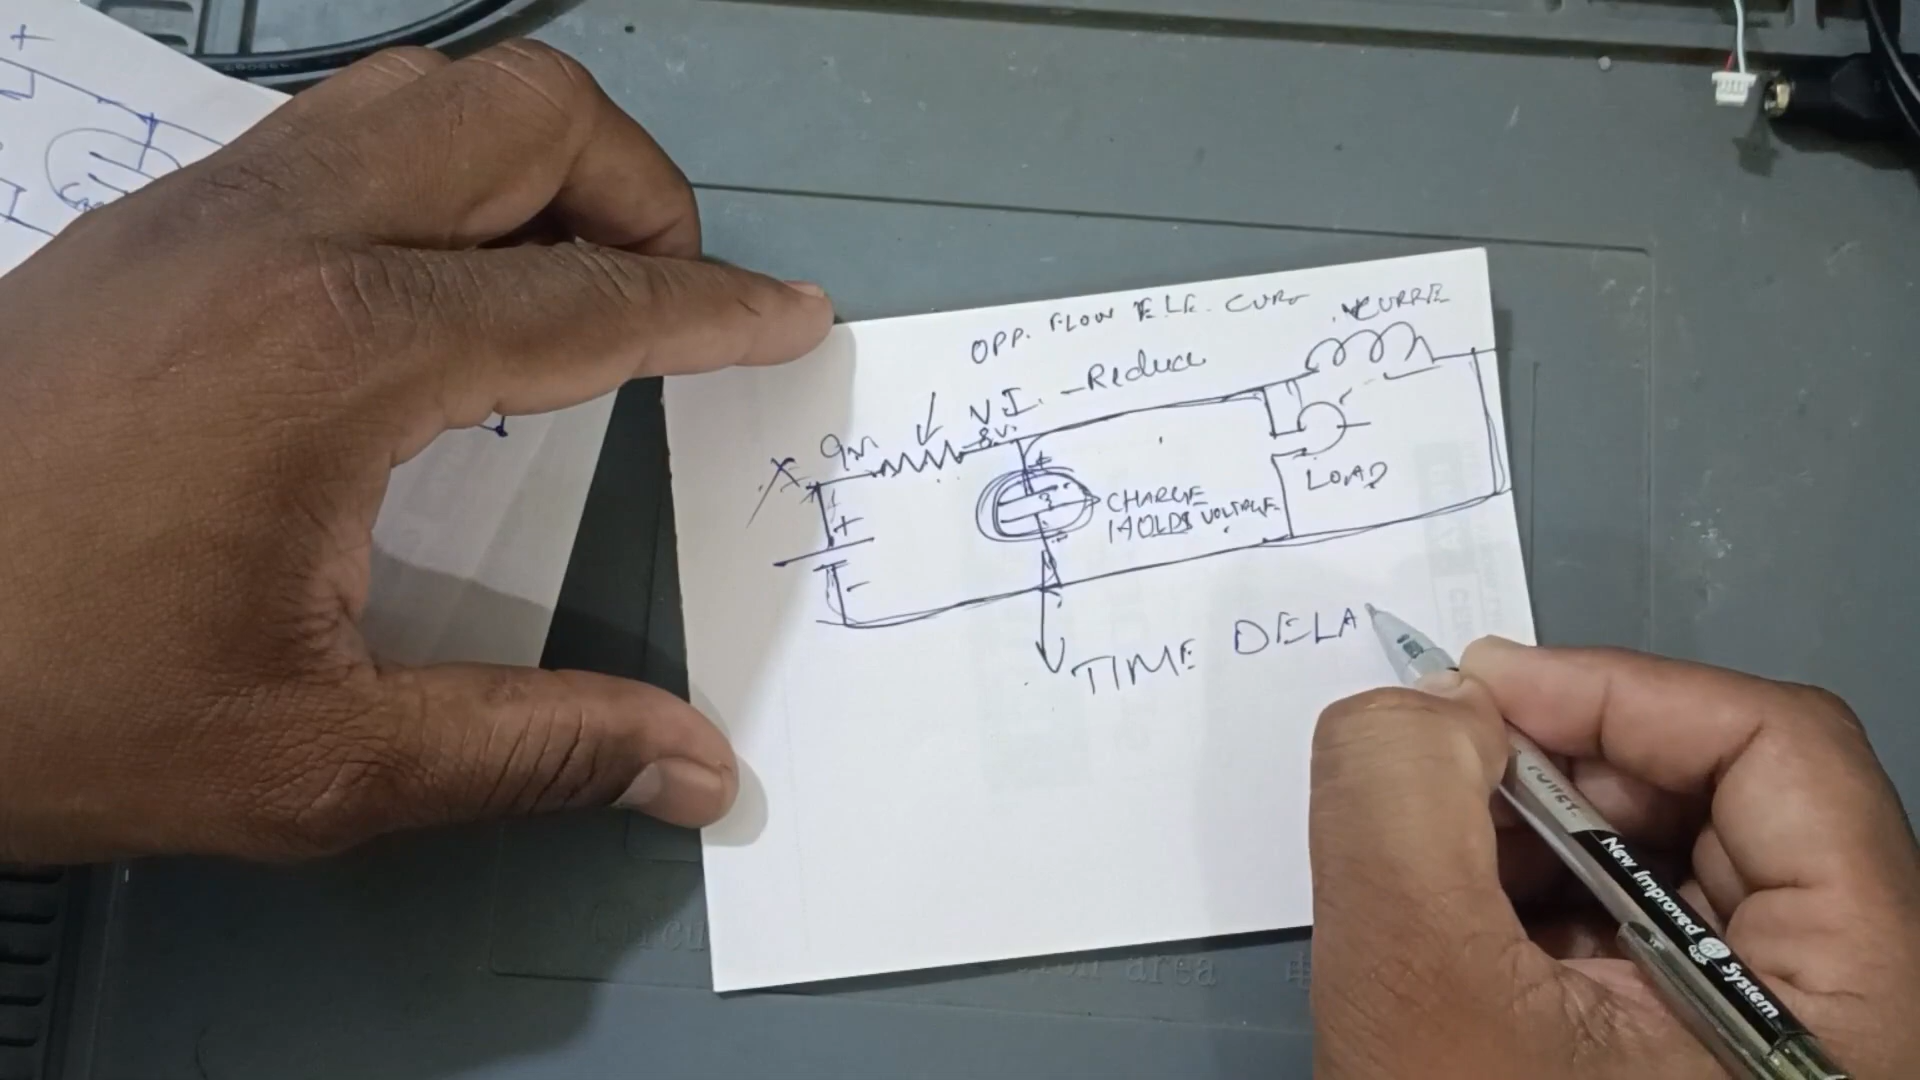 OPP. FLOW ELE. CURR
CURRE
V I. - Reduce
9V
8V
+
+
-
CHARGE
HOLDS VOLTAGE
LOAD
TIME DELA
+
New Improved System